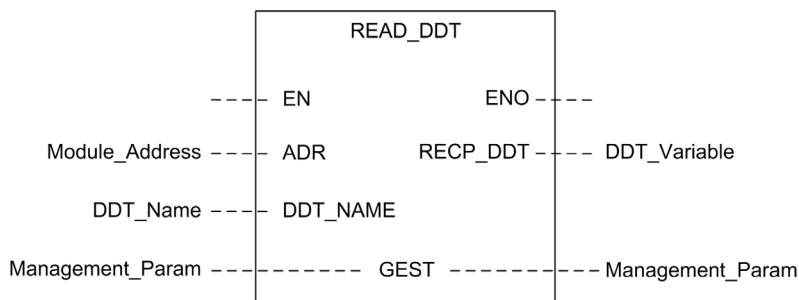 READ_DDT
EN ENO
Module_Address ADR RECP_DDT DDT_Variable
DDT_Name DDT_NAME
Management_Param GEST Management_Param